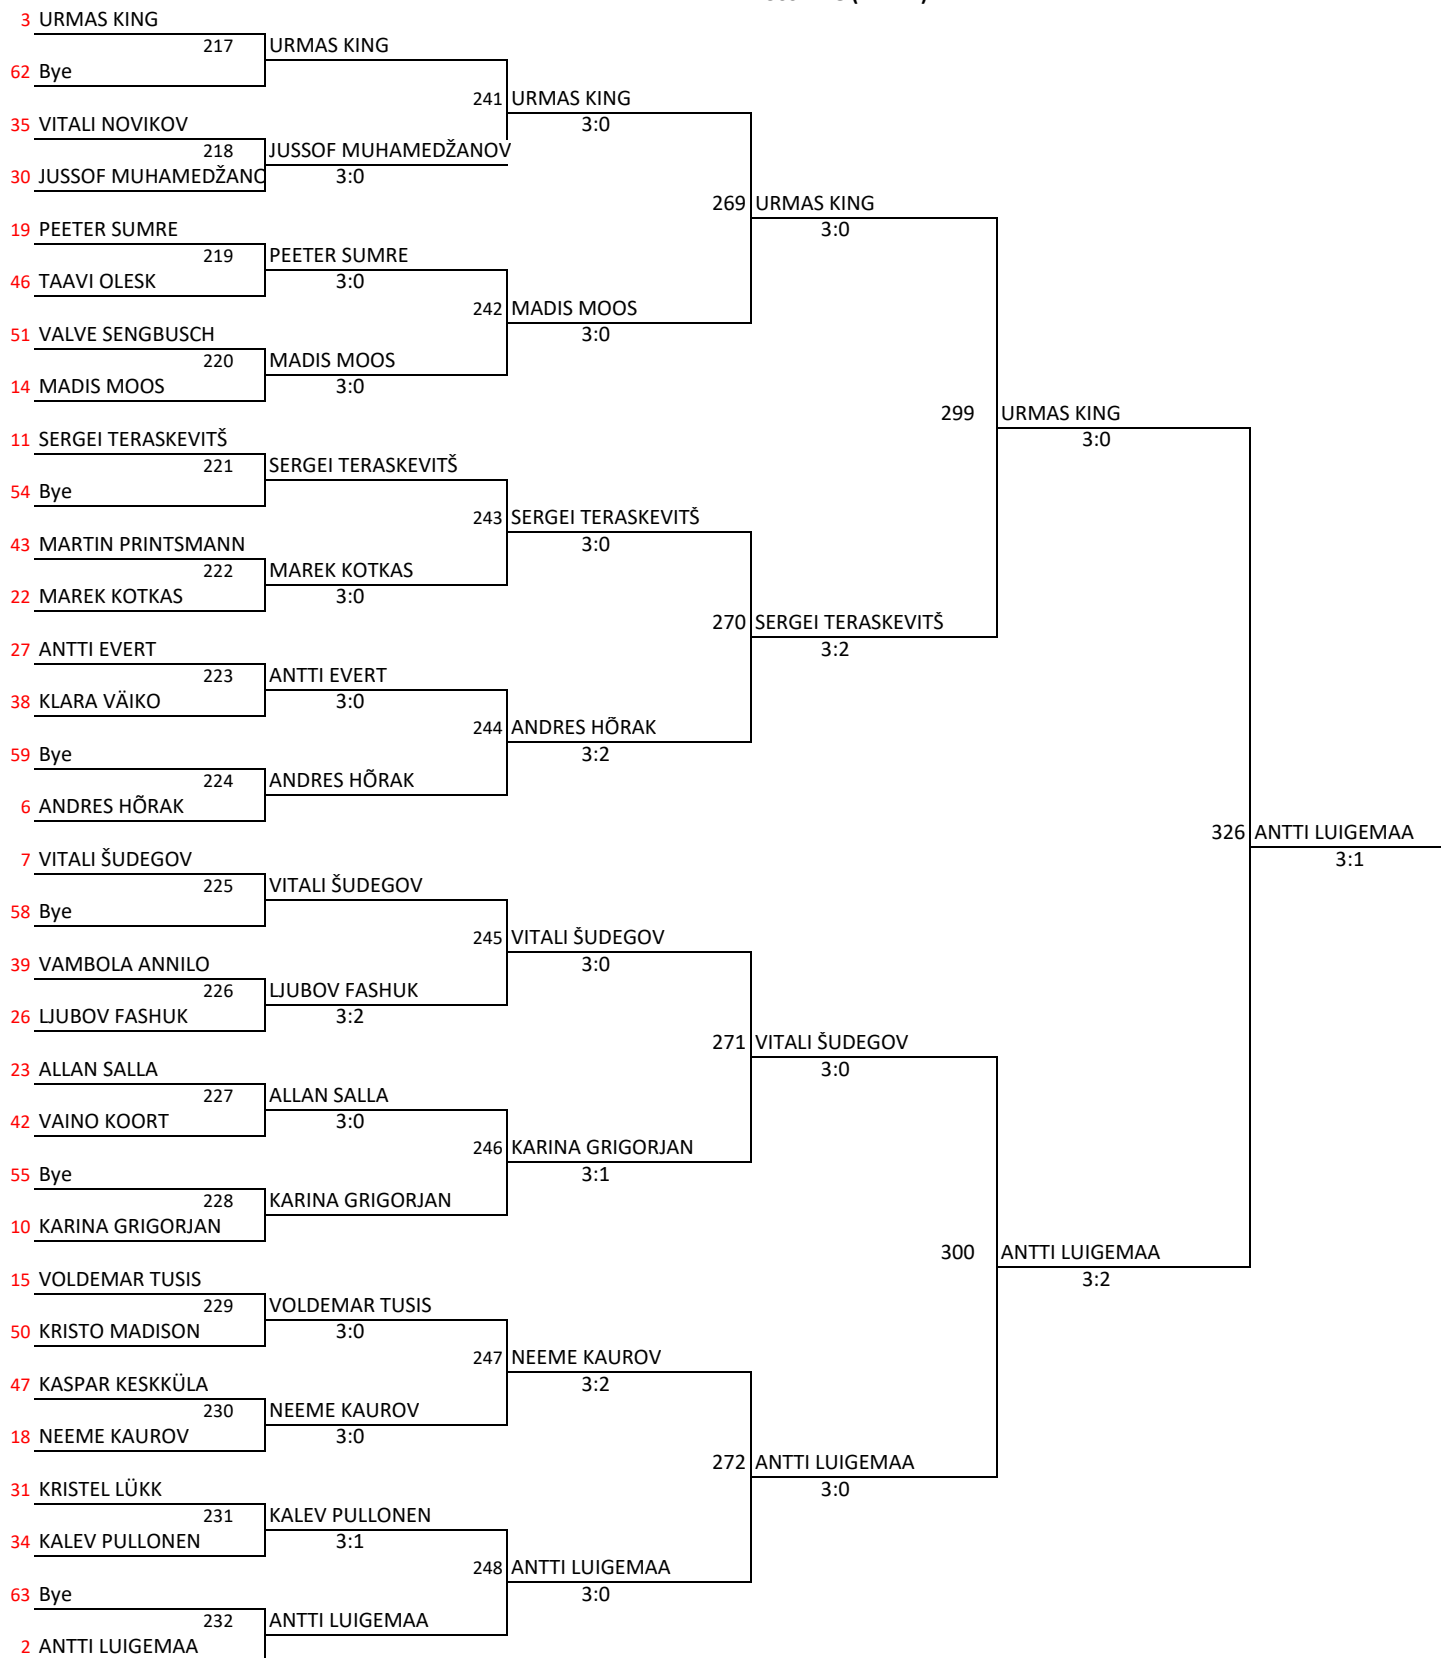 3 URMAS KING
217 URMAS KING
62 Bye
241 URMAS KING
35 VITALI NOVIKOV
3:0
218 JUSSOF MUHAMEDŽANOV
30 JUSSOF MUHAMEDŽANO
3:0
269 URMAS KING
19 PEETER SUMRE
3:0
219 PEETER SUMRE
46 TAAVI OLESK
3:0
242 MADIS MOOS
51 VALVE SENGBUSCH
3:0
220 MADIS MOOS
14 MADIS MOOS
3:0
299 URMAS KING
11 SERGEI TERASKEVITŠ
3:0
221 SERGEI TERASKEVITŠ
54 Bye
243 SERGEI TERASKEVITŠ
43 MARTIN PRINTSMANN
3:0
222 MAREK KOTKAS
22 MAREK KOTKAS
3:0
270 SERGEI TERASKEVITŠ
27 ANTTI EVERT
3:2
223 ANTTI EVERT
38 KLARA VÄIKO
3:0
244 ANDRES HÕRAK
59 Bye
3:2
224 ANDRES HÕRAK
6 ANDRES HÕRAK
326 ANTTI LUIGEMAA
7 VITALI ŠUDEGOV
3:1
225 VITALI ŠUDEGOV
58 Bye
245 VITALI ŠUDEGOV
39 VAMBOLA ANNILO
3:0
226 LJUBOV FASHUK
26 LJUBOV FASHUK
3:2
271 VITALI ŠUDEGOV
23 ALLAN SALLA
3:0
227 ALLAN SALLA
42 VAINO KOORT
3:0
246 KARINA GRIGORJAN
55 Bye
3:1
228 KARINA GRIGORJAN
10 KARINA GRIGORJAN
300 ANTTI LUIGEMAA
15 VOLDEMAR TUSIS
3:2
229 VOLDEMAR TUSIS
50 KRISTO MADISON
3:0
247 NEEME KAUROV
47 KASPAR KESKKÜLA
3:2
230 NEEME KAUROV
18 NEEME KAUROV
3:0
272 ANTTI LUIGEMAA
31 KRISTEL LÜKK
3:0
231 KALEV PULLONEN
34 KALEV PULLONEN
3:1
248 ANTTI LUIGEMAA
63 Bye
3:0
232 ANTTI LUIGEMAA
2 ANTTI LUIGEMAA